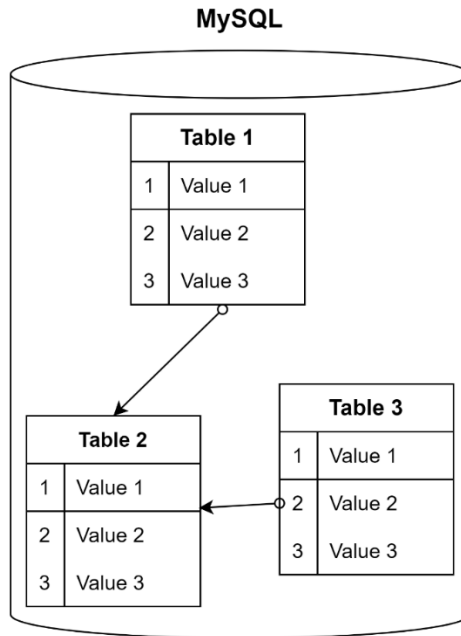 MySQL
Table 1
1 Value 1
2 Value 2
3 Value 3
Table 2
1 Value 1
2 Value 2
3 Value 3
Table 3
1 Value 1
2 Value 2
3 Value 3